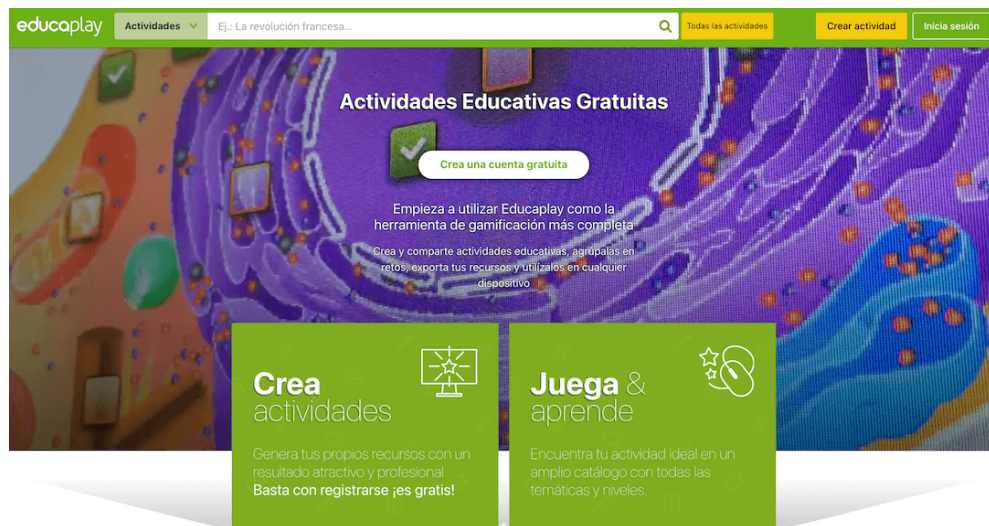 educaplay
Actividades
Ej.: La revolución francesa...
Todas las actividades
Crear actividad
Inicia sesión
Actividades Educativas Gratuitas
Crea una cuenta gratuita
Empieza a utilizar Educaplay como la
herramienta de gamificación más completa
Crea y comparte actividades educativas, agrúpalas en
retos, exporta tus recursos y utilízalos en cualquier
dispositivo
Crea
actividades
Genera tus propios recursos con un
resultado atractivo y profesional
Basta con registrarse ¡es gratis!
Juega &
aprende
Encuentra tu actividad ideal en un
amplio catálogo con todas las
temáticas y niveles.